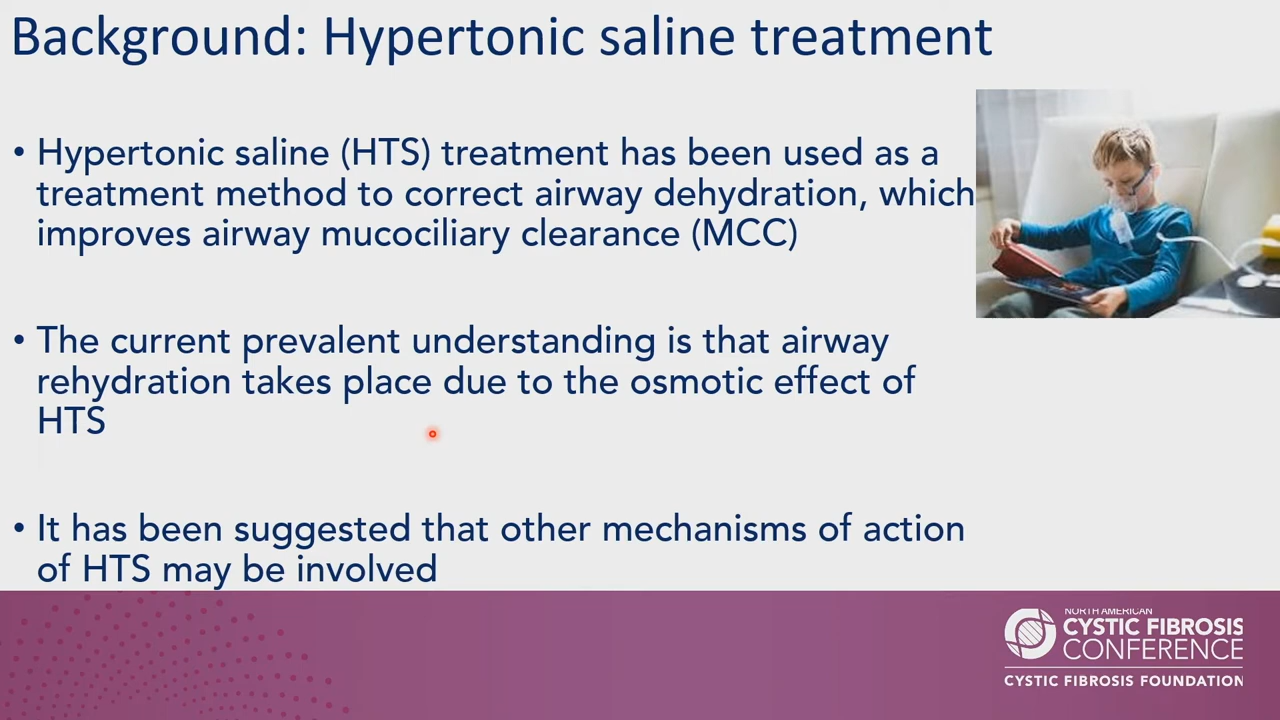 Background: Hypertonic saline treatment
• Hypertonic saline (HTS) treatment has been used as a
treatment method to correct airway dehydration, which
improves airway mucociliary clearance (MCC)
• The current prevalent understanding is that airway
rehydration takes place due to the osmotic effect of
HTS
• It has been suggested that other mechanisms of action
of HTS may be involved
NORTH AMERICAN
CYSTIC FIBROSIS
CONFERENCE
CYSTIC FIBROSIS FOUNDATION